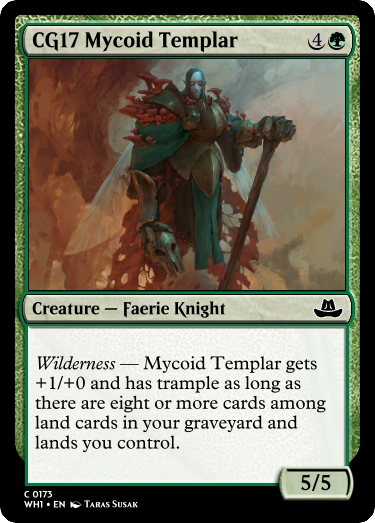 CG17 Mycoid Templar 4
Creature — Faerie Knight
Wilderness — Mycoid Templar gets
+1/+0 and has trample as long as
there are eight or more cards among
land cards in your graveyard and
lands you control.
5/5
C 0173
WH1 • EN Taras Susak